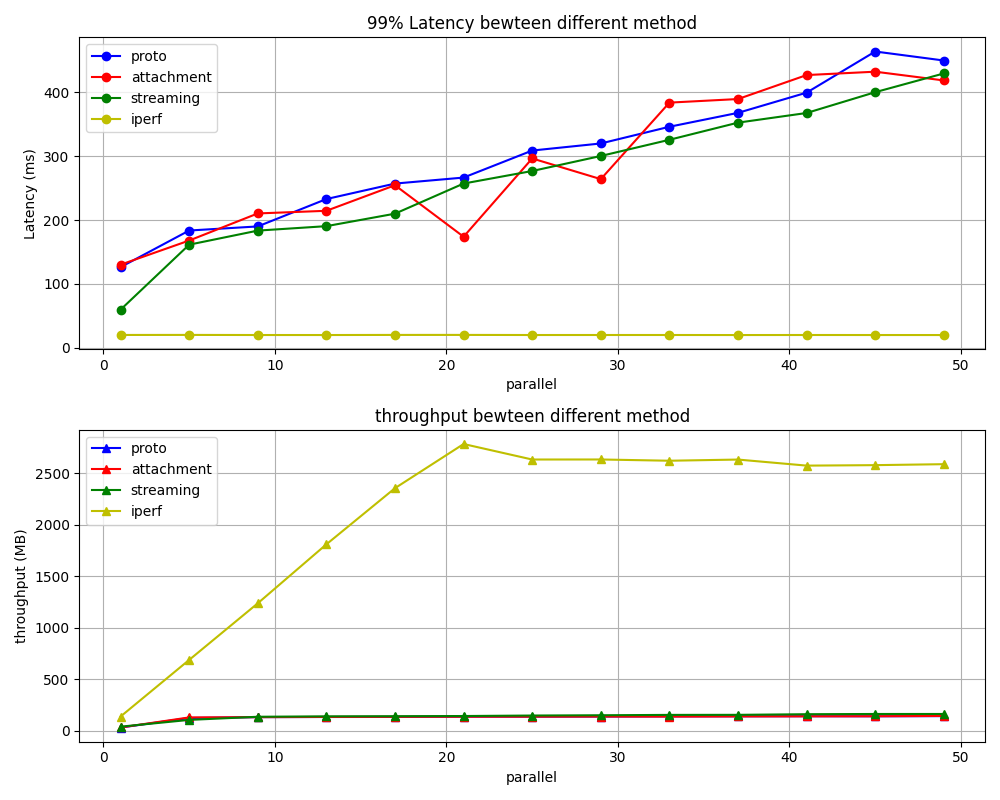 99% Latency bewteen different method
proto
attachment
streaming
iperf
400
300
200
100
0
Latency (ms)
0 10 20 30 40 50
parallel
throughput bewteen different method
proto
attachment
streaming
iperf
2500
2000
1500
1000
500
0
throughput (MB)
0 10 20 30 40 50
parallel